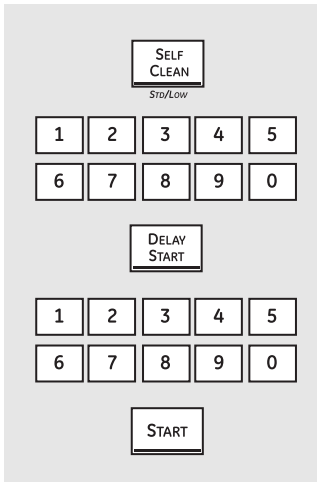 SELF
CLEAN
STD/LOW
1 2 3 4 5
6 7 8 9 0
DELAY
START
1 2 3 4 5
6 7 8 9 0
START